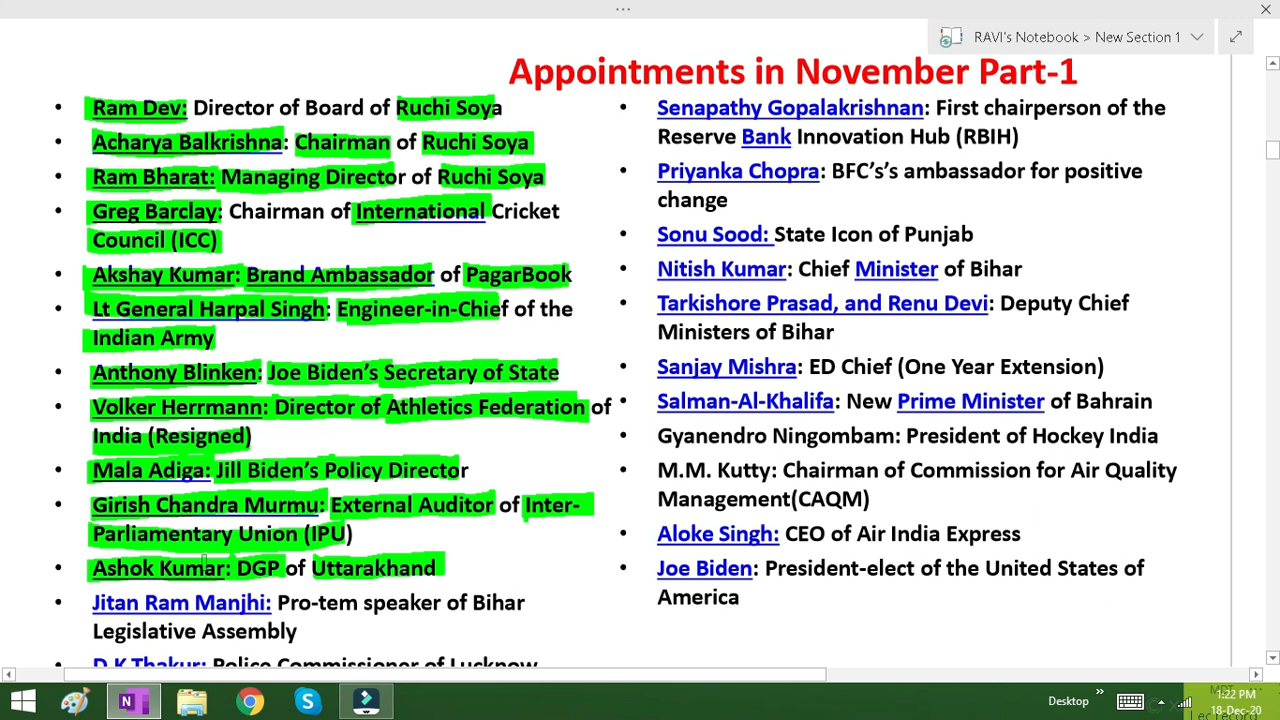 RAVI's Notebook > New Section 1
Appointments in November Part-1
• Ram Dev: Director of Board of Ruchi Soya
• Acharya Balkrishna: Chairman of Ruchi Soya
• Ram Bharat: Managing Director of Ruchi Soya
• Greg Barclay: Chairman of International Cricket
Council (ICC)
• Akshay Kumar: Brand Ambassador of PagarBook
• Lt General Harpal Singh: Engineer-in-Chief of the
Indian Army
• Anthony Blinken: Joe Biden's Secretary of State
• Volker Herrmann: Director of Athletics Federation of
India (Resigned)
• Mala Adiga: Jill Biden's Policy Director
• Girish Chandra Murmu: External Auditor of Inter-
Parliamentary Union (IPU)
• Ashok Kumar: DGP of Uttarakhand
• Jitan Ram Manjhi: Pro-tem speaker of Bihar
Legislative Assembly
D K Thakur: Police Commissioner of Lucknow
• Senapathy Gopalakrishnan: First chairperson of the
Reserve Bank Innovation Hub (RBIH)
• Priyanka Chopra: BFC's's ambassador for positive
change
• Sonu Sood: State Icon of Punjab
• Nitish Kumar: Chief Minister of Bihar
• Tarkishore Prasad, and Renu Devi: Deputy Chief
Ministers of Bihar
• Sanjay Mishra: ED Chief (One Year Extension)
• Salman-Al-Khalifa: New Prime Minister of Bahrain
• Gyanendro Ningombam: President of Hockey India
• M.M. Kutty: Chairman of Commission for Air Quality
Management(CAQM)
• Aloke Singh: CEO of Air India Express
• Joe Biden: President-elect of the United States of
America
Desktop
1:22 PM
18-Dec-20